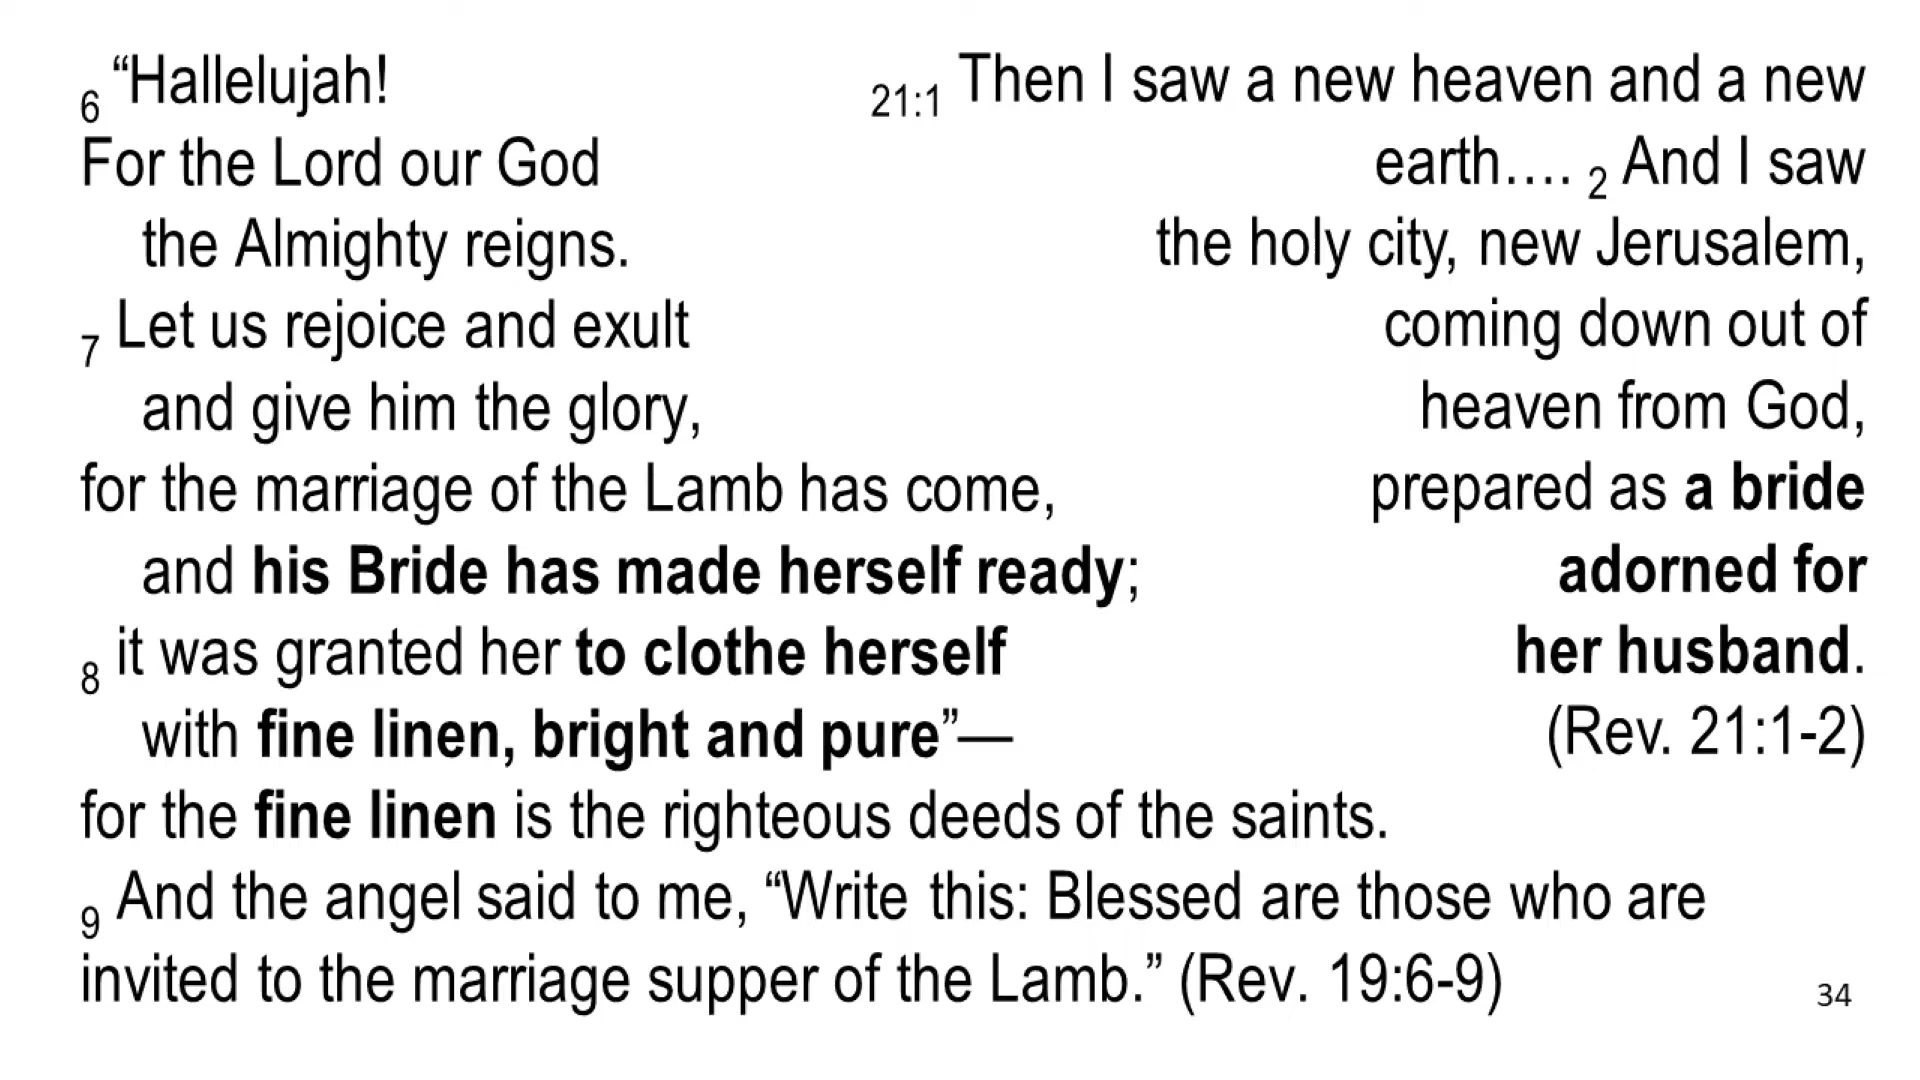 6 “Hallelujah!
For the Lord our God
the Almighty reigns.
7 Let us rejoice and exult
and give him the glory,
for the marriage of the Lamb has come,
and his Bride has made herself ready;
8 it was granted her to clothe herself
with fine linen, bright and pure”—
for the fine linen is the righteous deeds of the saints.
9 And the angel said to me, “Write this: Blessed are those who are
invited to the marriage supper of the Lamb.” (Rev. 19:6-9)
21:1 Then I saw a new heaven and a new
earth…. 2 And I saw
the holy city, new Jerusalem,
coming down out of
heaven from God,
prepared as a bride
adorned for
her husband.
(Rev. 21:1-2)
34